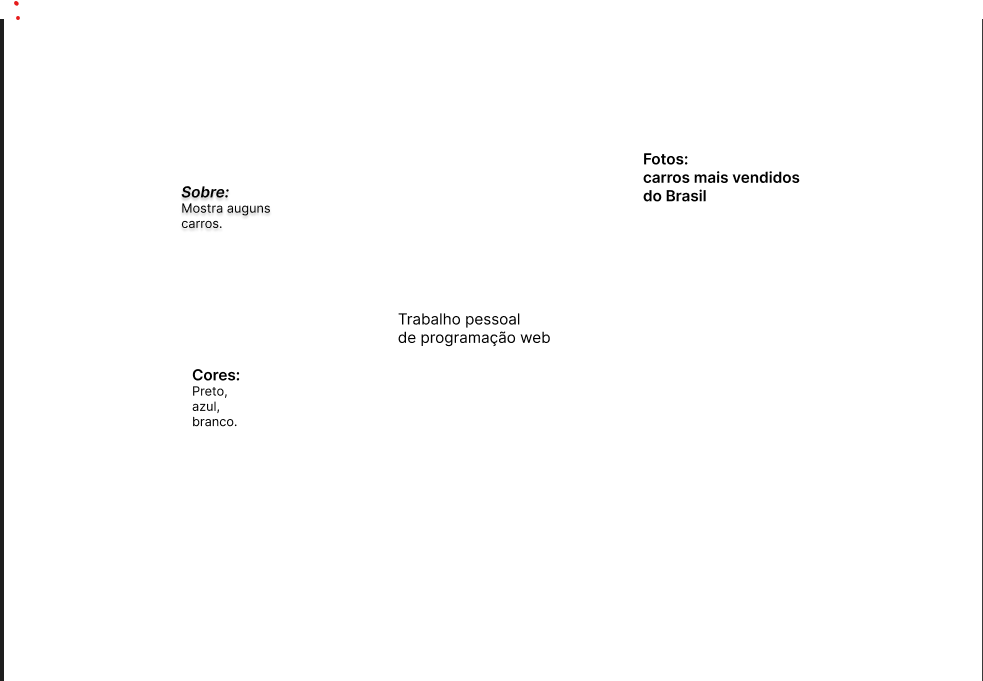 Sobre:
Mostra auguns
carros.
Fotos:
carros mais vendidos
do Brasil
Trabalho pessoal
de programação web
Cores:
Preto,
azul,
branco.